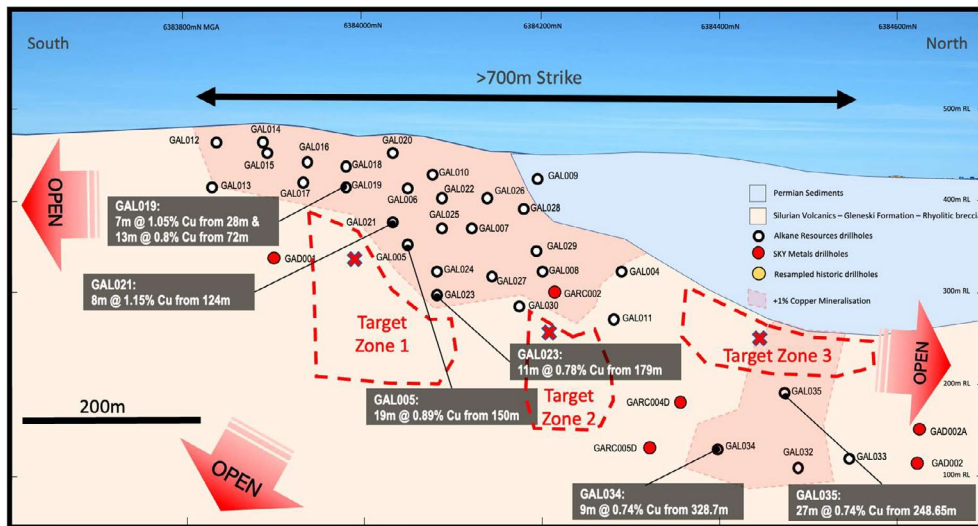 6383800mN MGA
6384000mN
6384200mN
6384400mN
6384600mN
South
North
>700m Strike
500m RL
400m RL
300m RL
200m RL
100m RL
GAL012
GAL014
GAL015
GAL016
GAL020
GAL018
GAL013
GAL017
GAL019
GAL010
GAL009
GAL006
GAL022
GAL026
GAL028
GAL021
GAL025
GAL007
GAL005
GAL029
GAD001
GAL024
GAL008
GAL004
GAL027
GAL023
GARC002
GAL030
GAL011
OPEN
GAL019:
7m @ 1.05% Cu from 28m &
13m @ 0.8% Cu from 72m
GAL021:
8m @ 1.15% Cu from 124m
Permian Sediments
Silurian Volcanics – Gleneski Formation – Rhyolitic breccia
Alkane Resources drillholes
SKY Metals drillholes
Resampled historic drillholes
+1% Copper Mineralisation
Target
Zone 1
GAL023:
11m @ 0.78% Cu from 179m
Target Zone 3
OPEN
Target
Zone 2
GAL005:
19m @ 0.89% Cu from 150m
200m
GARC004D
GAL035
GARC005D
GAL034
GAL032
GAL033
GAD002A
GAD002
OPEN
GAL034:
9m @ 0.74% Cu from 328.7m
GAL035:
27m @ 0.74% Cu from 248.65m